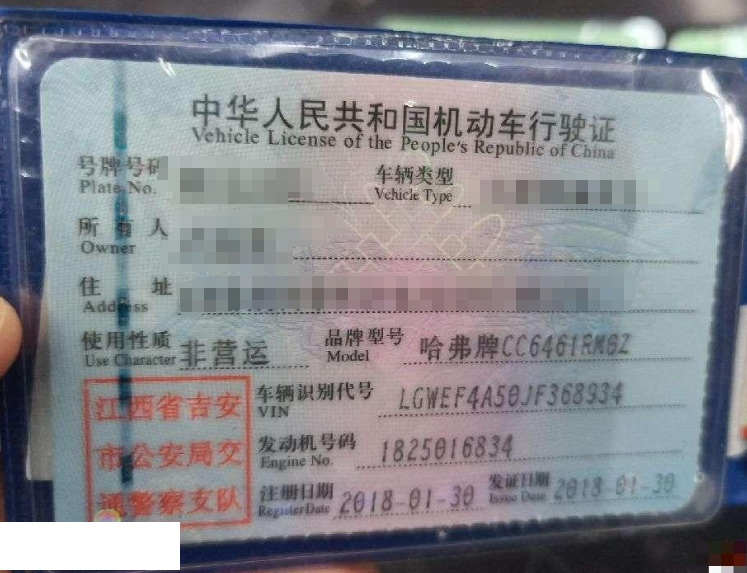 中华人民共和国机动车行驶证
Vehicle License of the People's Republic of China
号牌号码
Plate No.
车辆类型
Vehicle Type
所有人
Owner
住址
Address
使用性质 非营运
Use Character
品牌型号 哈弗牌CC6461RM0Z
Model
江西省吉安
市公安局交
通警察支队
车辆识别代号 LGWEF4A50JF368934
VIN
发动机号码 1825016834
Engine No.
注册日期 2018-01-30
Register Date
发证日期 2018-01-30
Issue Date